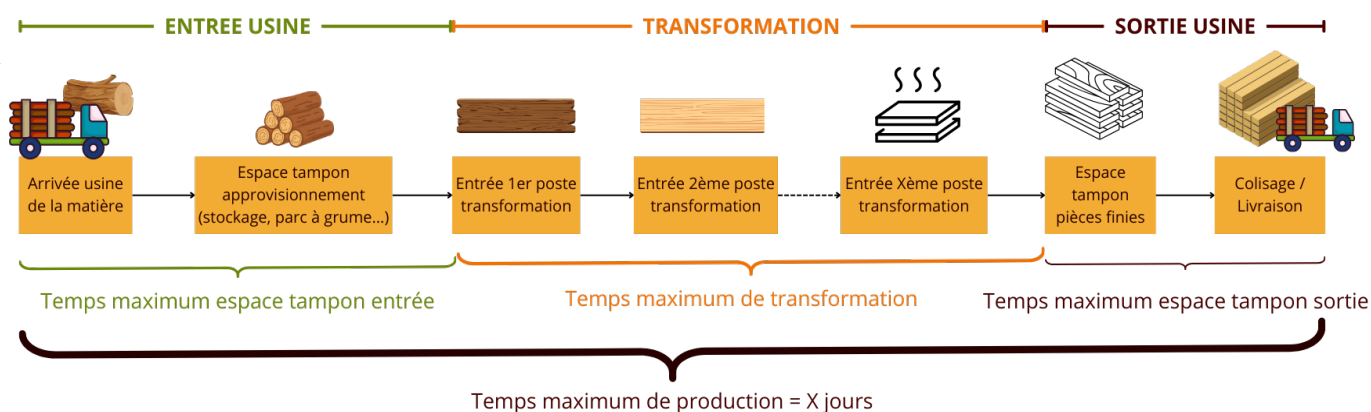 ENTREE USINE
TRANSFORMATION
SORTIE USINE
Arrivée usine
de la matière
Espace tampon
approvisionnement
(stockage, parc à grume...)
Entrée 1er poste
transformation
Entrée 2ème poste
transformation
Entrée Xème poste
transformation
Espace
tampon
pièces finies
Colisage /
Livraison
Temps maximum espace tampon entrée
Temps maximum de transformation
Temps maximum espace tampon sortie
Temps maximum de production = X jours